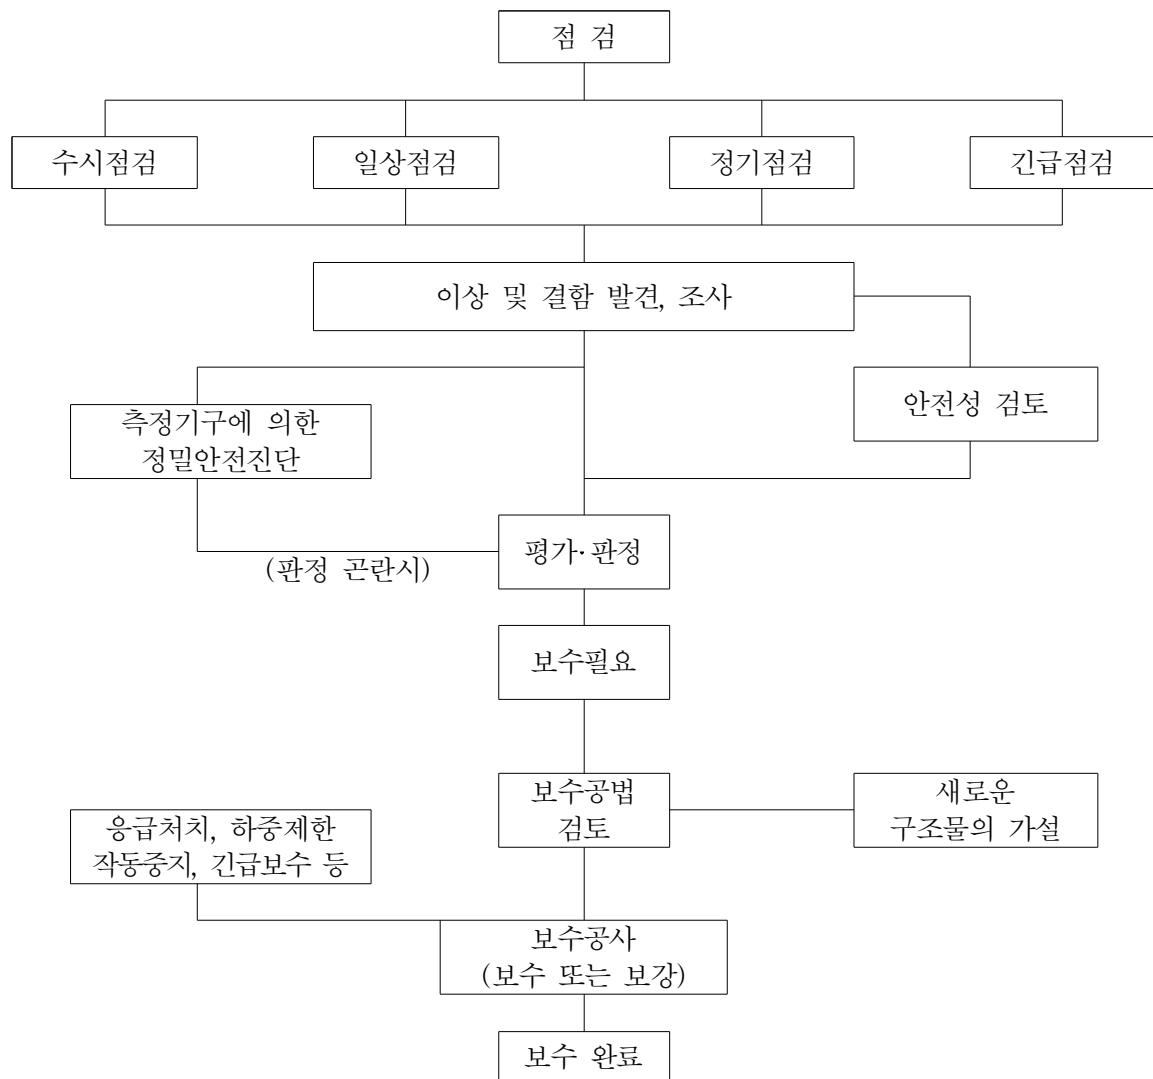 점 검
수시점검
일상점검
정기점검
긴급점검
이상 및 결함 발견, 조사
안전성 검토
측정기구에 의한
정밀안전진단
평가·판정
(판정 곤란시)
보수필요
보수공법
검토
새로운
구조물의 가설
응급처치, 하중제한
작동중지, 긴급보수 등
보수공사
(보수 또는 보강)
보수 완료